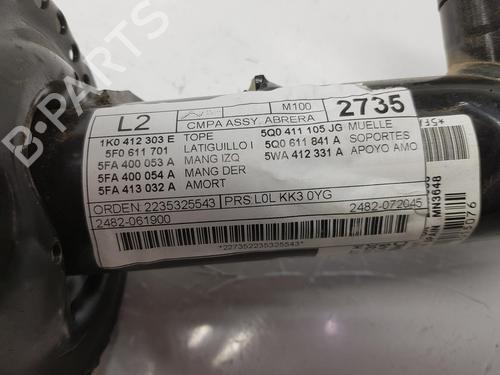 B-PARTS
L2
M100
2735
CMPA ASSY. ABRERA
1K0 412 303 E TOPE 5Q0 411 105 JG MUELLE
5F0 611 701 LATIGUILLO I 5Q0 611 841 A SOPORTES
5FA 400 053 A MANG IZQ 5WA 412 331 A APOYO AMO
5FA 400 054 A MANG DER
5FA 413 032 A AMORT
ORDEN: 2235325543 PRS L0L KK3 0YG
2482-061900 2482-072045
*227352235325543*
MN3648